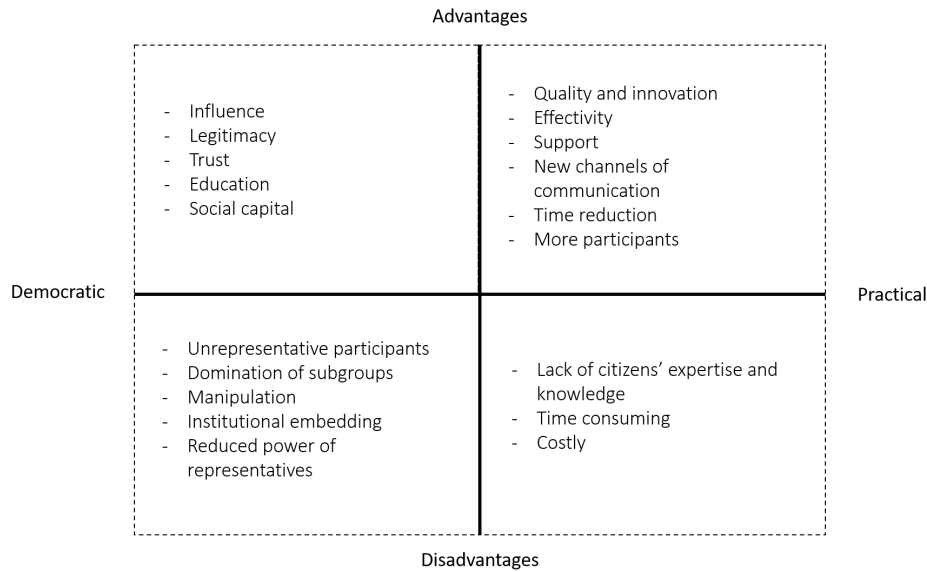 Advantages
- Influence
- Legitimacy
- Trust
- Education
- Social capital
- Quality and innovation
- Effectivity
- Support
- New channels of
communication
- Time reduction
- More participants
Democratic
Practical
- Unrepresentative participants
- Domination of subgroups
- Manipulation
- Institutional embedding
- Reduced power of
representatives
- Lack of citizens’ expertise and
knowledge
- Time consuming
- Costly
Disadvantages